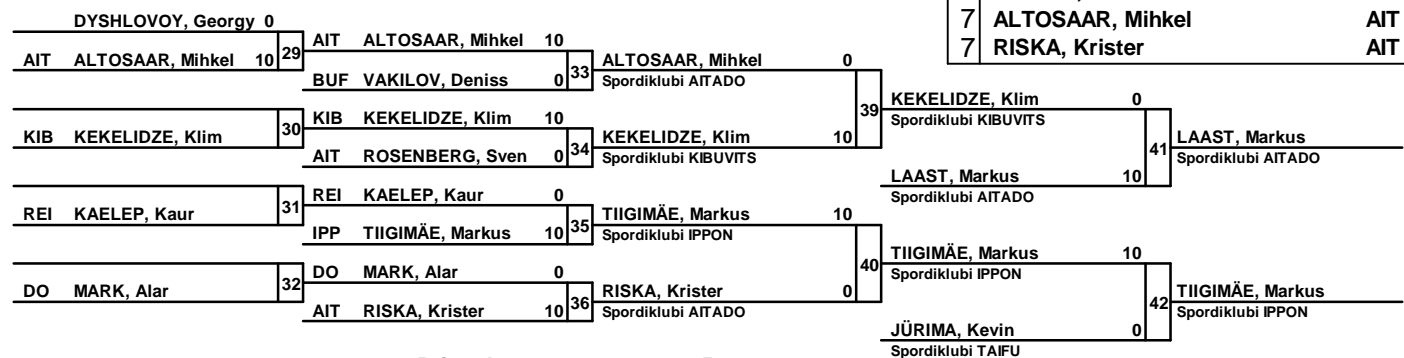 DYSHLOVOY, Georgy 0
AIT ALTOSAAR, Mihkel 10
29
AIT ALTOSAAR, Mihkel 10
BUF VAKILOV, Deniss 0
33
ALTOSAAR, Mihkel 0
Spordiklubi AITADO
7 ALTOSAAR, Mihkel AIT
7 RISKA, Krister AIT
KIB KEKELIDZE, Klim
30
KIB KEKELIDZE, Klim 10
AIT ROSENBERG, Sven 0
34
KEKELIDZE, Klim 10
Spordiklubi KIBUVITS
39
KEKELIDZE, Klim 0
Spordiklubi KIBUVITS
LAAST, Markus 10
Spordiklubi AITADO
41
LAAST, Markus
Spordiklubi AITADO
REI KAELEP, Kaur
31
REI KAELEP, Kaur 0
IPP TIIGIMÄE, Markus 10
35
TIIGIMÄE, Markus 10
Spordiklubi IPPON
DO MARK, Alar
32
DO MARK, Alar 0
AIT RISKA, Krister 10
36
RISKA, Krister 0
Spordiklubi AITADO
40
TIIGIMÄE, Markus 10
Spordiklubi IPPON
JÜRIMA, Kevin 0
Spordiklubi TAIFU
42
TIIGIMÄE, Markus
Spordiklubi IPPON